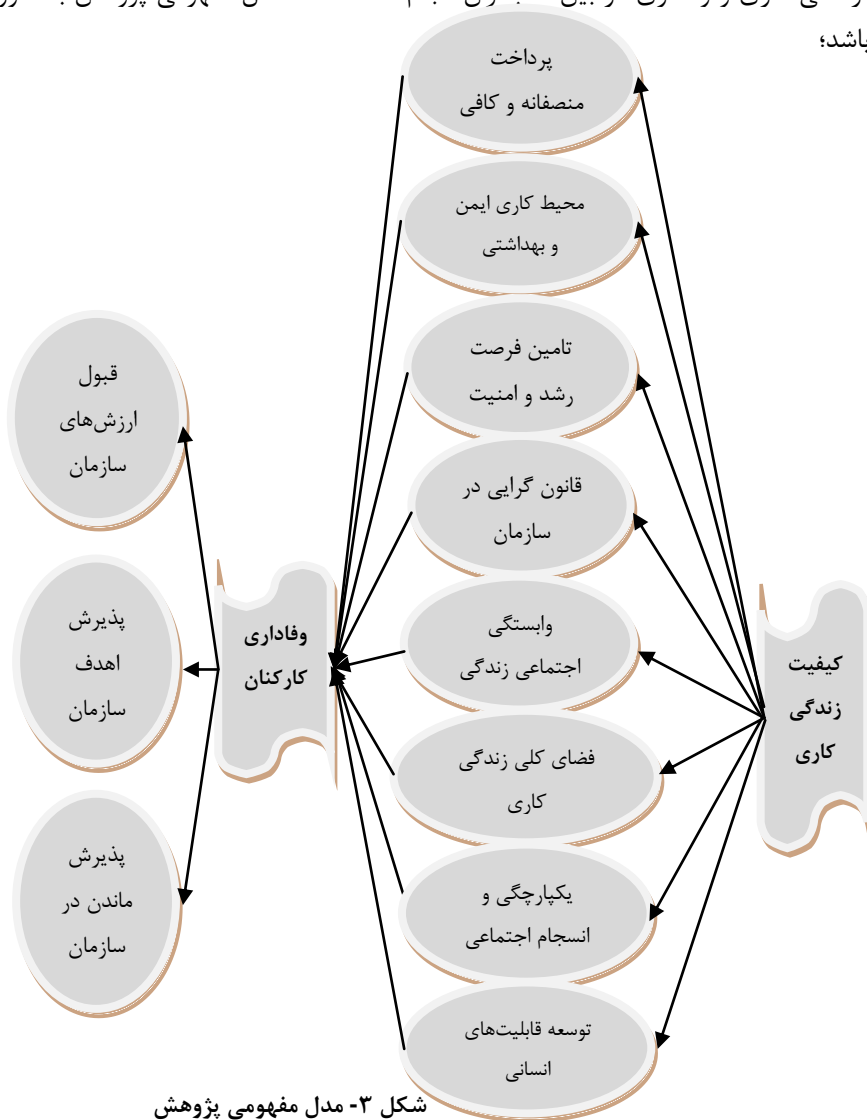 باشد؛
پرداخت
منصفانه و کافی
محیط کاری ایمن
و بهداشتی
تامین فرصت
رشد و امنیت
قانون گرایی در
سازمان
وابستگی
اجتماعی زندگی
فضای کلی زندگی
کاری
یکپارچگی و
انسجام اجتماعی
توسعه قابلیت‌های
انسانی
کیفیت
زندگی
کاری
وفاداری
کارکنان
قبول
ارزش‌های
سازمان
پذیرش
اهدف
سازمان
پذیرش
ماندن در
سازمان
شکل ۳- مدل مفهومی پژوهش